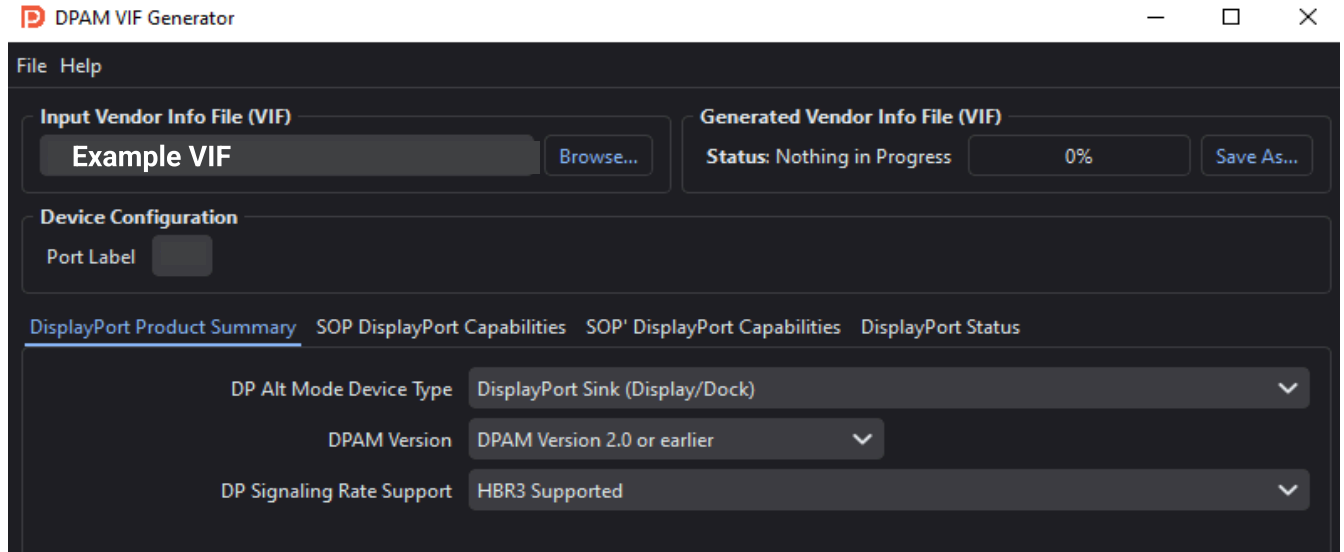 DPAM VIF Generator
File Help
Input Vendor Info File (VIF)
Example VIF
Browse...
Generated Vendor Info File (VIF)
Status: Nothing in Progress
0%
Save As...
Device Configuration
Port Label
DisplayPort Product Summary SOP DisplayPort Capabilities SOP' DisplayPort Capabilities DisplayPort Status
DP Alt Mode Device Type DisplayPort Sink (Display/Dock)
DPAM Version DPAM Version 2.0 or earlier
DP Signaling Rate Support HBR3 Supported